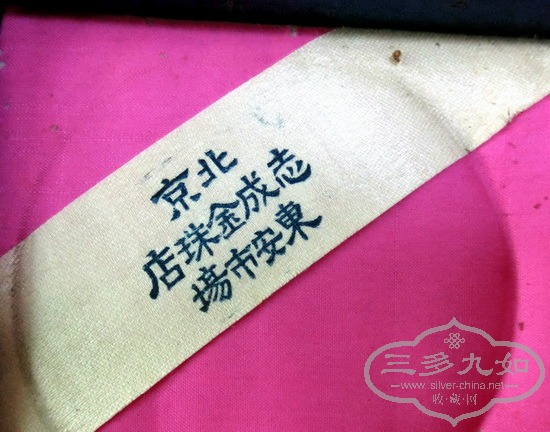 北京
志成金珠店
東安市場
三多九如
www.silver-china.net
收·藏·网